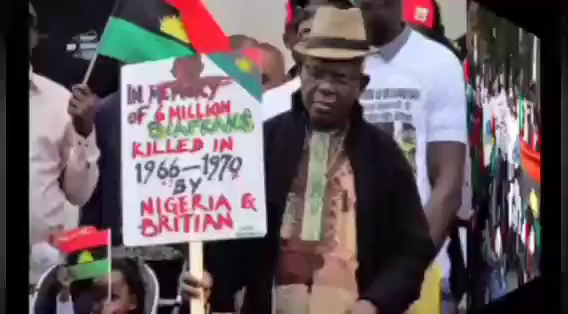 IN MEMORY
OF 6 MILLION
BIAFRANS
KILLED IN
1966-1970
BY
NIGERIA &
BRITIAN